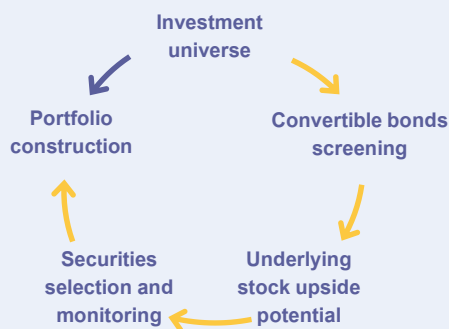 Investment
universe
Convertible bonds
screening
Underlying
stock upside
potential
Securities
selection and
monitoring
Portfolio
construction